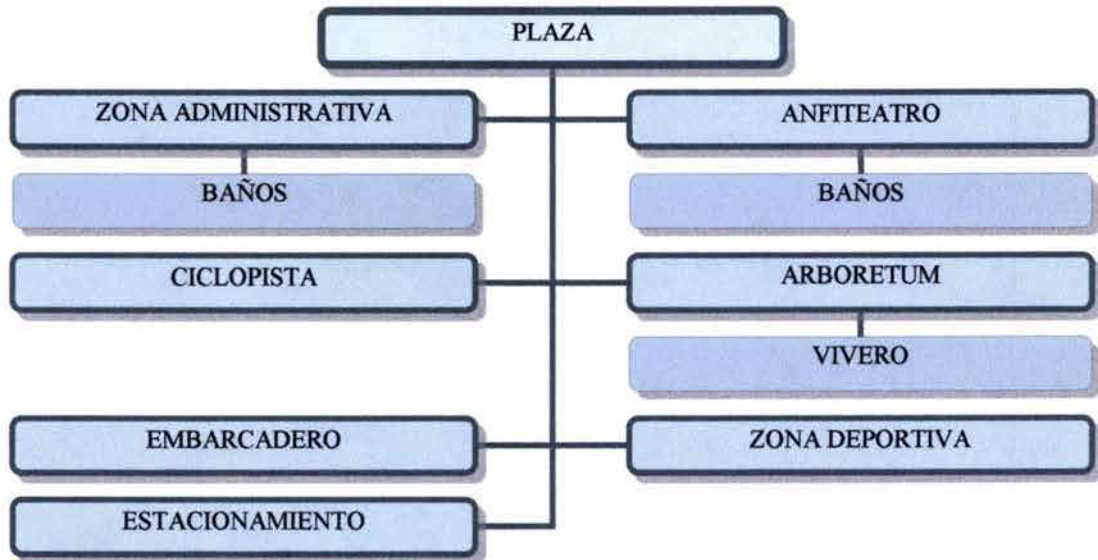 PLAZA
ZONA ADMINISTRATIVA
ANFITEATRO
BAÑOS
BAÑOS
CICLOPISTA
ARBORETUM
VIVERO
EMBARCADERO
ZONA DEPORTIVA
ESTACIONAMIENTO